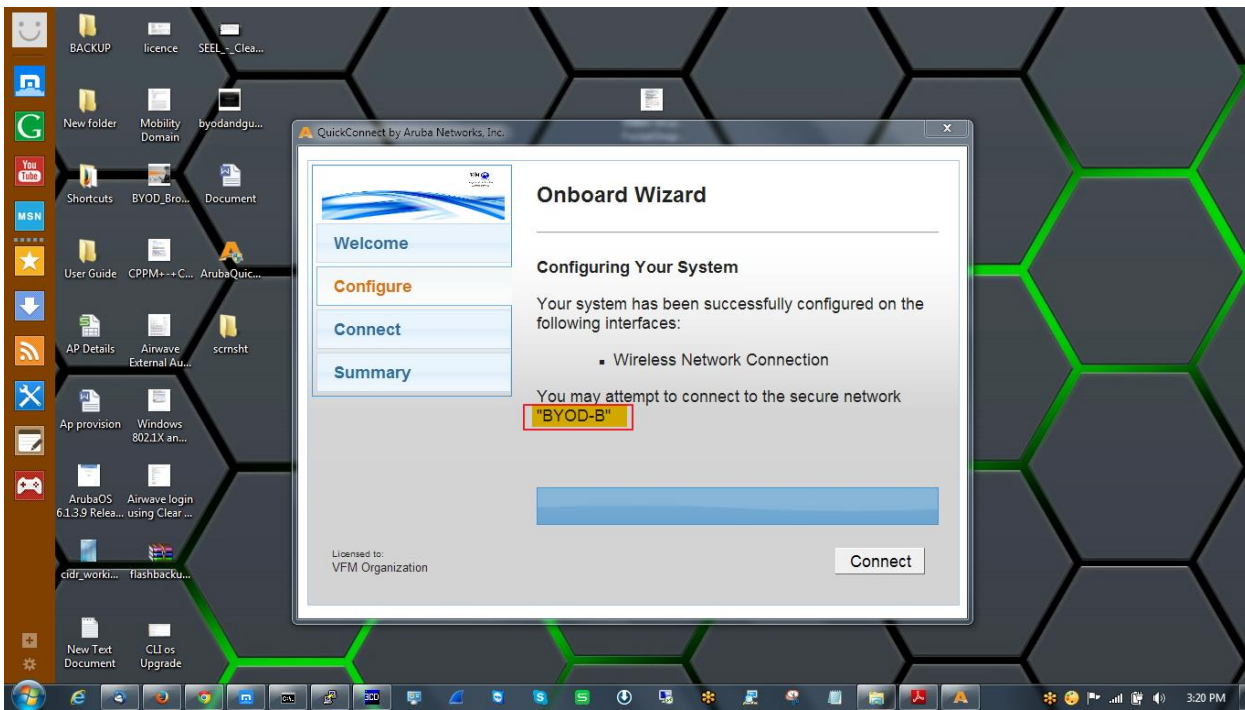 BACKUP
licence
SEEL_-_Clea...
New folder
Mobility
Domain
byodandgu...
G
You
Tube
Shortcuts
BYOD_Bro...
Document
MSN
User Guide
CPPM+-+C...
ArubaQuic...
AP Details
Airwave
External Au...
scrnsht
Ap provision
Windows
802.1X an...
ArubaOS
6.1.3.9 Relea...
Airwave login
using Clear ...
cidr_worki...
flashbacku...
New Text
Document
CLI os
Upgrade
QuickConnect by Aruba Networks, Inc.
x
Welcome
Configure
Connect
Summary
Onboard Wizard
Configuring Your System
Your system has been successfully configured on the
following interfaces:
▪ Wireless Network Connection
You may attempt to connect to the secure network
"BYOD-B"
Licensed to:
VFM Organization
Connect
3:20 PM